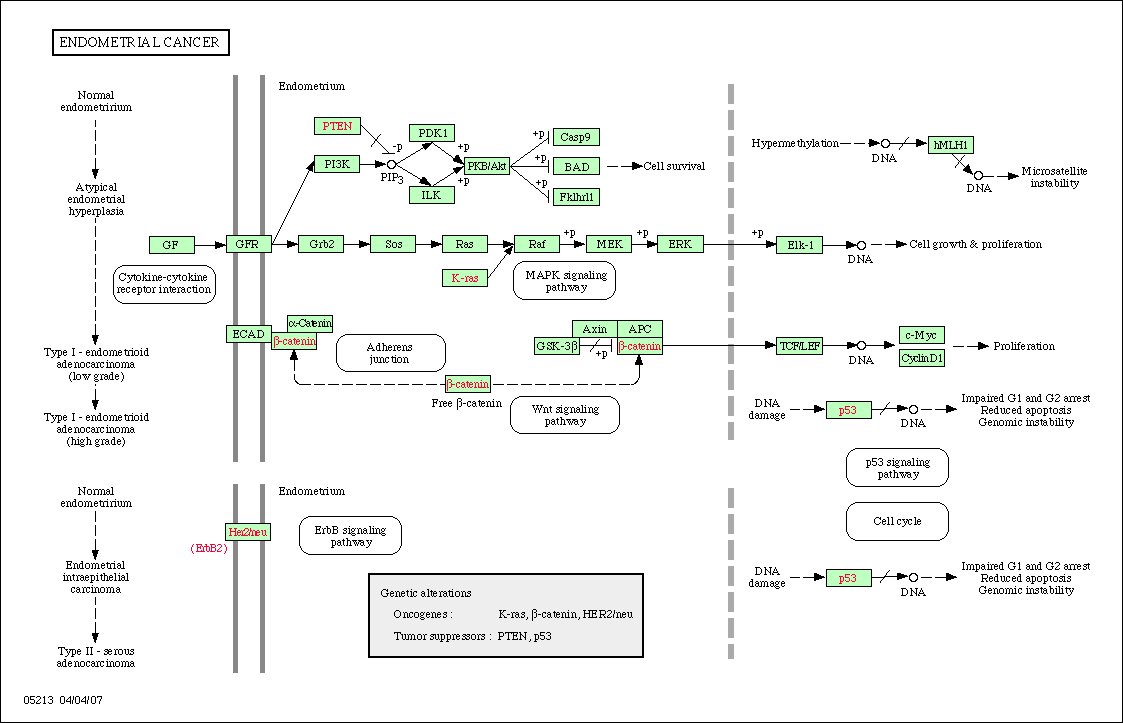 ENDOMETRIAL CANCER
Normal
endometririum
Atypical
endometrial
hyperplasia
Type I - endometrioid
adenocarcinoma
(low grade)
Type I - endometrioid
adenocarcinoma
(high grade)
Endometrium
PTEN
-p
PDK1
+p
PI3K
PIP3
PKB/Akt
ILK
+p
+p
Casp9
+p
BAD
+p
Fklhrl1
Cell survival
Hypermethylation
DNA
hMLH1
DNA
Microsatellite
instability
GF
GFR
Grb2
Sos
Ras
Raf
+p
MEK
+p
ERK
+p
Elk-1
DNA
Cell growth & proliferation
K-ras
Cytokine-cytokine
receptor interaction
MAPK signaling
pathway
ECAD
α-Catenin
β-catenin
Adherens
junction
Axin
APC
GSK-3β
+p
β-catenin
TCF/LEF
DNA
c-Myc
CyclinD1
Proliferation
β-catenin
Free β-catenin
Wnt signaling
pathway
DNA
damage
p53
DNA
Impaired G1 and G2 arrest
Reduced apoptosis
Genomic instability
p53 signaling
pathway
Cell cycle
Normal
endometririum
Endometrial
intraepithelial
carcinoma
Type II - serous
adenocarcinoma
Endometrium
Her2/neu
(ErbB2)
ErbB signaling
pathway
DNA
damage
p53
DNA
Impaired G1 and G2 arrest
Reduced apoptosis
Genomic instability
Genetic alterations
Oncogenes : K-ras, β-catenin, HER2/neu
Tumor suppressors : PTEN, p53
05213 04/04/07